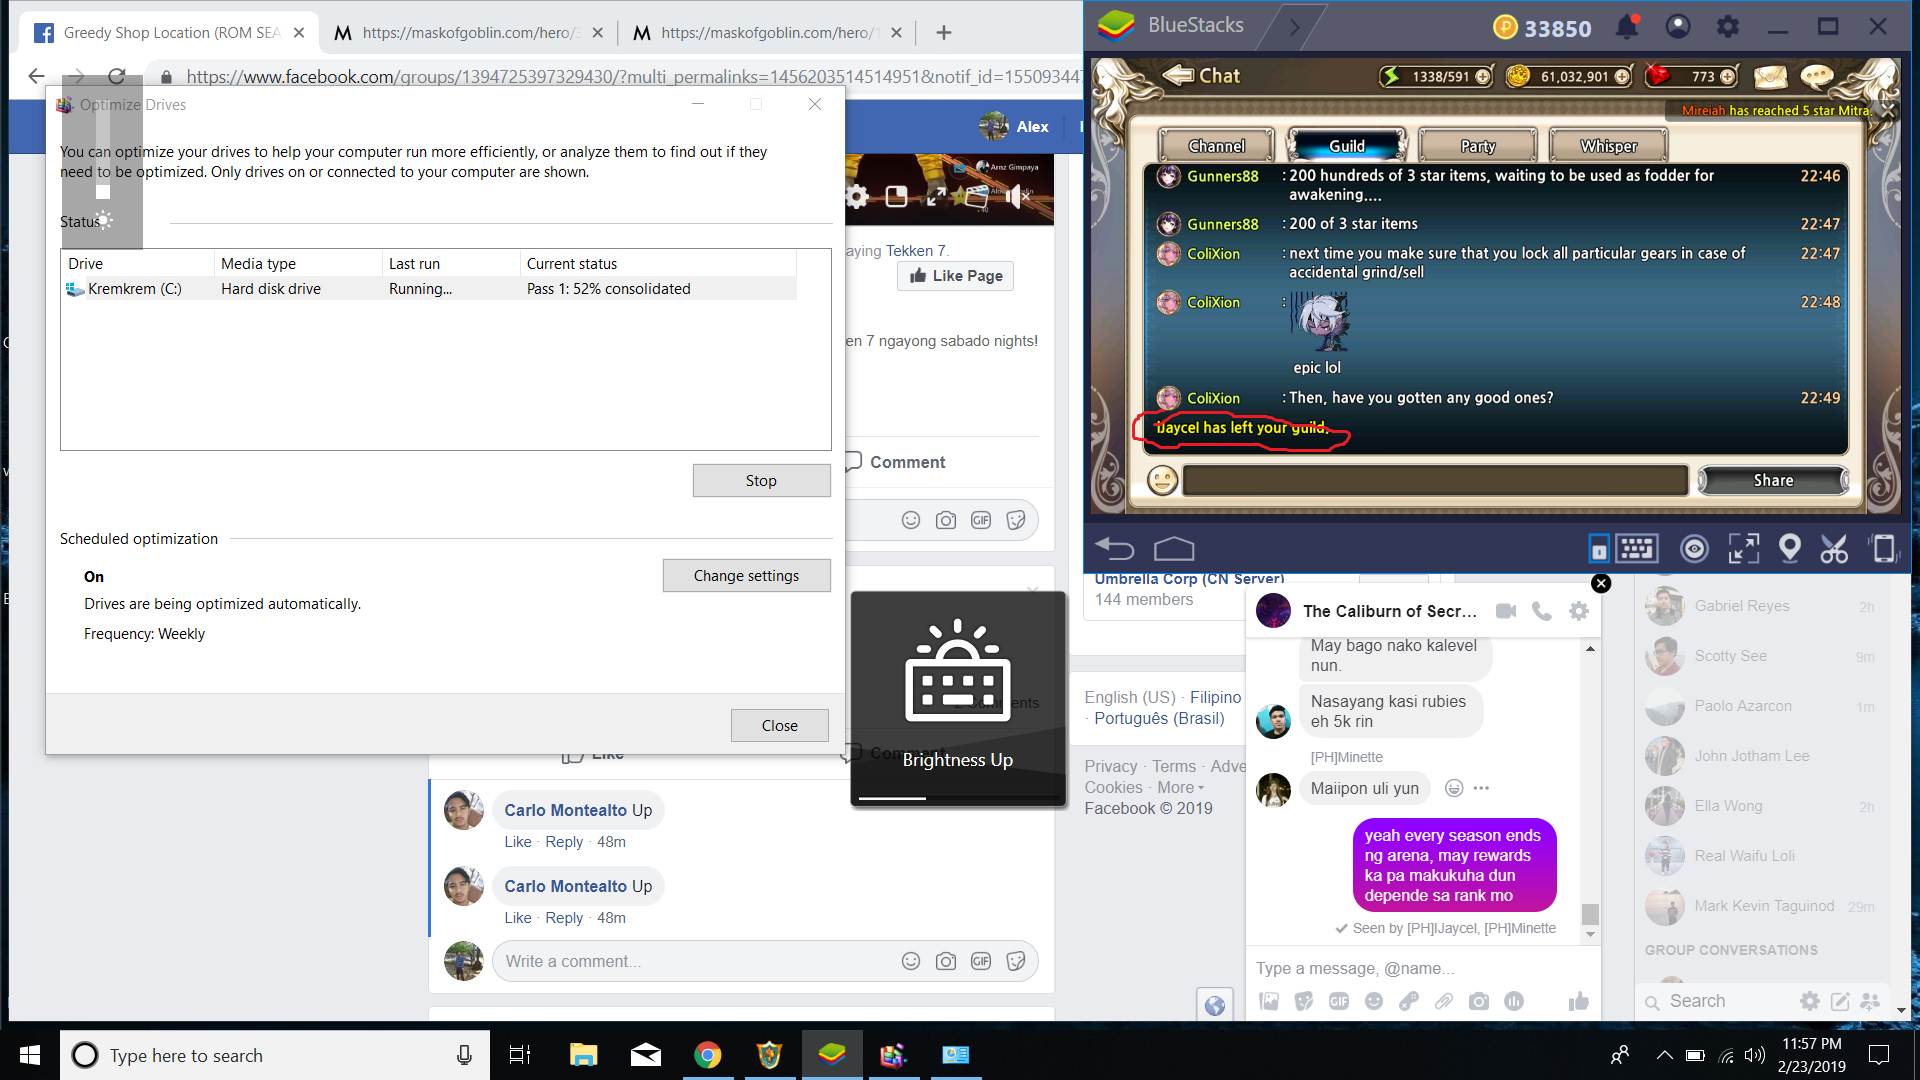 Greedy Shop Location (ROM SEA
https://maskofgoblin.com/hero/
https://maskofgoblin.com/hero/
https://www.facebook.com/groups/1394725397329430/?multi_permalinks=1456203514514951&notif_id=15509344
Optimize Drives
You can optimize your drives to help your computer run more efficiently, or analyze them to find out if they
need to be optimized. Only drives on or connected to your computer are shown.
Status
Drive Media type Last run Current status
Kremkrem (C:) Hard disk drive Running... Pass 1: 52% consolidated
Stop
Scheduled optimization
On
Change settings
Drives are being optimized automatically.
Frequency: Weekly
Close
Alex
Arnz Gimpaya
aying Tekken 7.
Like Page
en 7 ngayong sabado nights!
Comment
GIF
Brightness Up
Like
Carlo Montealto Up
Like · Reply · 48m
Carlo Montealto Up
Like · Reply · 48m
Write a comment...
GIF
BlueStacks
33850
Chat
1338/591
61,032,901
773
Mireiah has reached 5 star Mitra.
Channel
Guild
Party
Whisper
Gunners88 : 200 hundreds of 3 star items, waiting to be used as fodder for
awakening.... 22:46
Gunners88 : 200 of 3 star items 22:47
ColiXion : next time you make sure that you lock all particular gears in case of
accidental grind/sell 22:47
ColiXion : 22:48
epic lol
ColiXion : Then, have you gotten any good ones? 22:49
IJaycel has left your guild.
Share
Umbrella Corp (CN Server)
144 members
English (US) · Filipino
· Português (Brasil)
Privacy · Terms · Adve
Cookies · More
Facebook © 2019
The Caliburn of Secr...
May bago nako kalevel
nun.
Nasayang kasi rubies
eh 5k rin
[PH]Minette
Maiipon uli yun
yeah every season ends
ng arena, may rewards
ka pa makukuha dun
depende sa rank mo
Seen by [PH]IJaycel, [PH]Minette
Type a message, @name...
GIF
Gabriel Reyes 2h
Scotty See 9m
Paolo Azarcon 1m
John Jotham Lee
Ella Wong 2h
Real Waifu Loli
Mark Kevin Taguinod 29m
GROUP CONVERSATIONS
Search
Type here to search
11:57 PM
2/23/2019